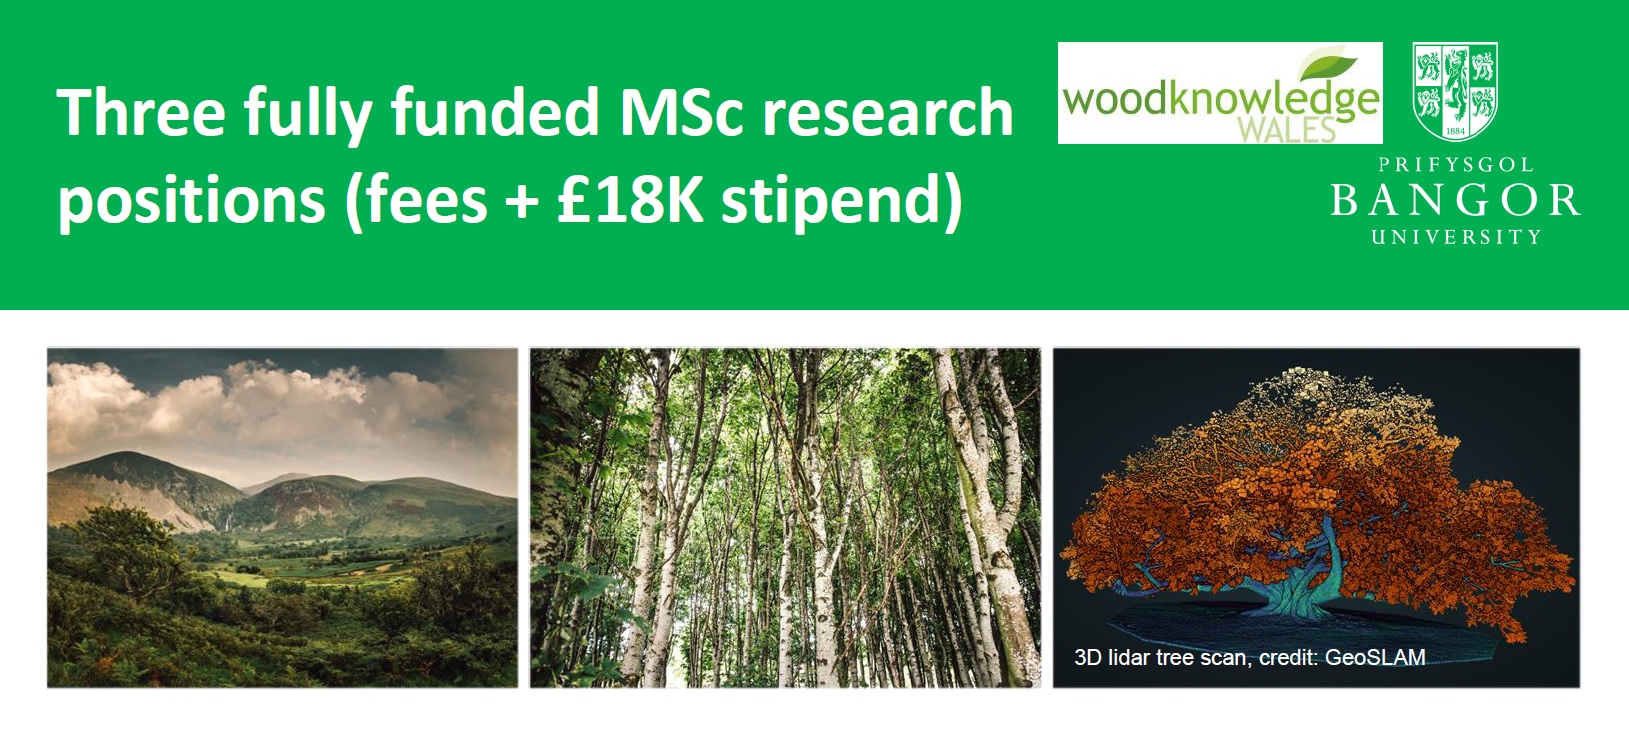 Three fully funded MSc research
positions (fees + £18K stipend)
woodknowledge
WALES
1884
PRIFYSGOL
BANGOR
UNIVERSITY
3D lidar tree scan, credit: GeoSLAM